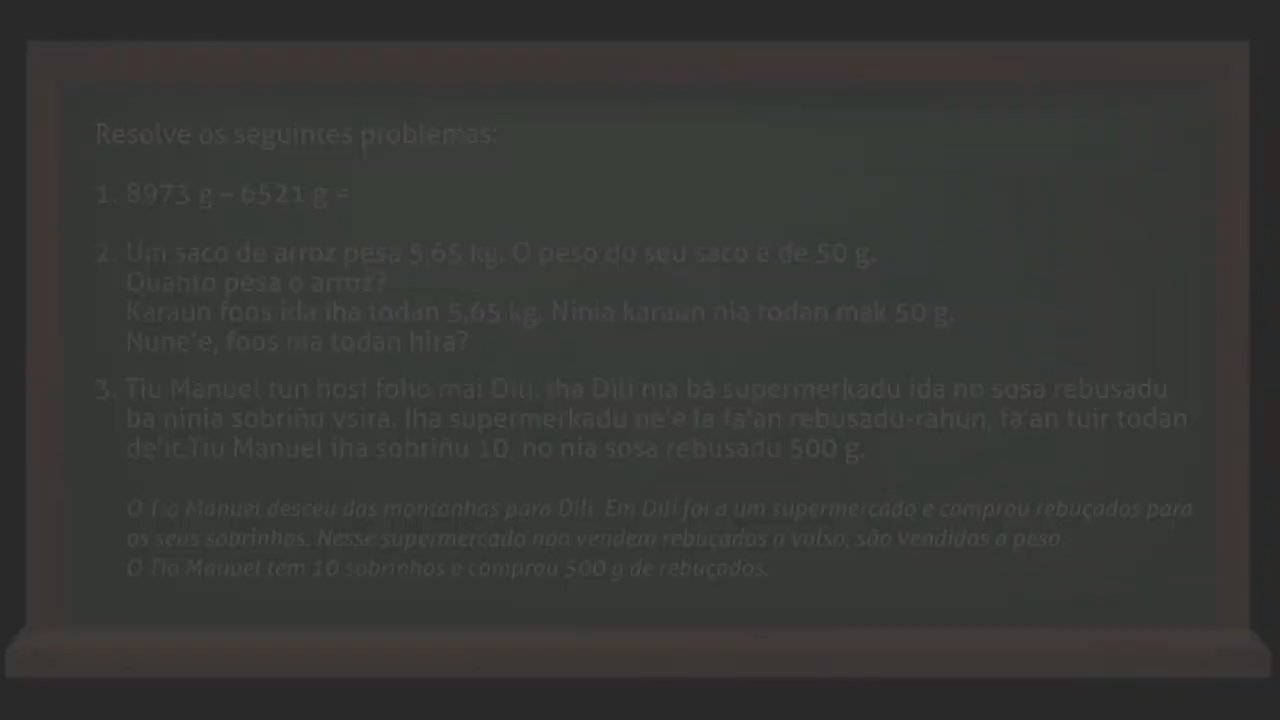 Resolve os seguintes problemas:
1. 8973 g – 6521 g =
2. Um saco de arroz pesa 5,65 kg. O peso do seu saco é de 50 g.
Quanto pesa o arroz?
Karaun foos ida iha todan 5,65 kg. Ninia karaun nia todan mak 50 g.
Nune'e, foos nia todan hira?
3. Tiu Manuel tun hosi foho mai Dili. Iha Dili nia bá supermerkadu ida no sosa rebusadu
ba ninia sobriñu vsira. Iha supermerkadu ne'e la fa'an rebusadu-rahun, fa'an tuir todan
de'it.Tiu Manuel iha sobriñu 10, no nia sosa rebusadu 500 g.
O Tio Manuel desceu das montanhas para Díli. Em Díli foi a um supermercado e comprou rebuçados para
os seus sobrinhos. Nesse supermercado não vendem rebuçados a vulso, são vendidos a peso.
O Tio Manuel tem 10 sobrinhos e comprou 500 g de rebuçados.